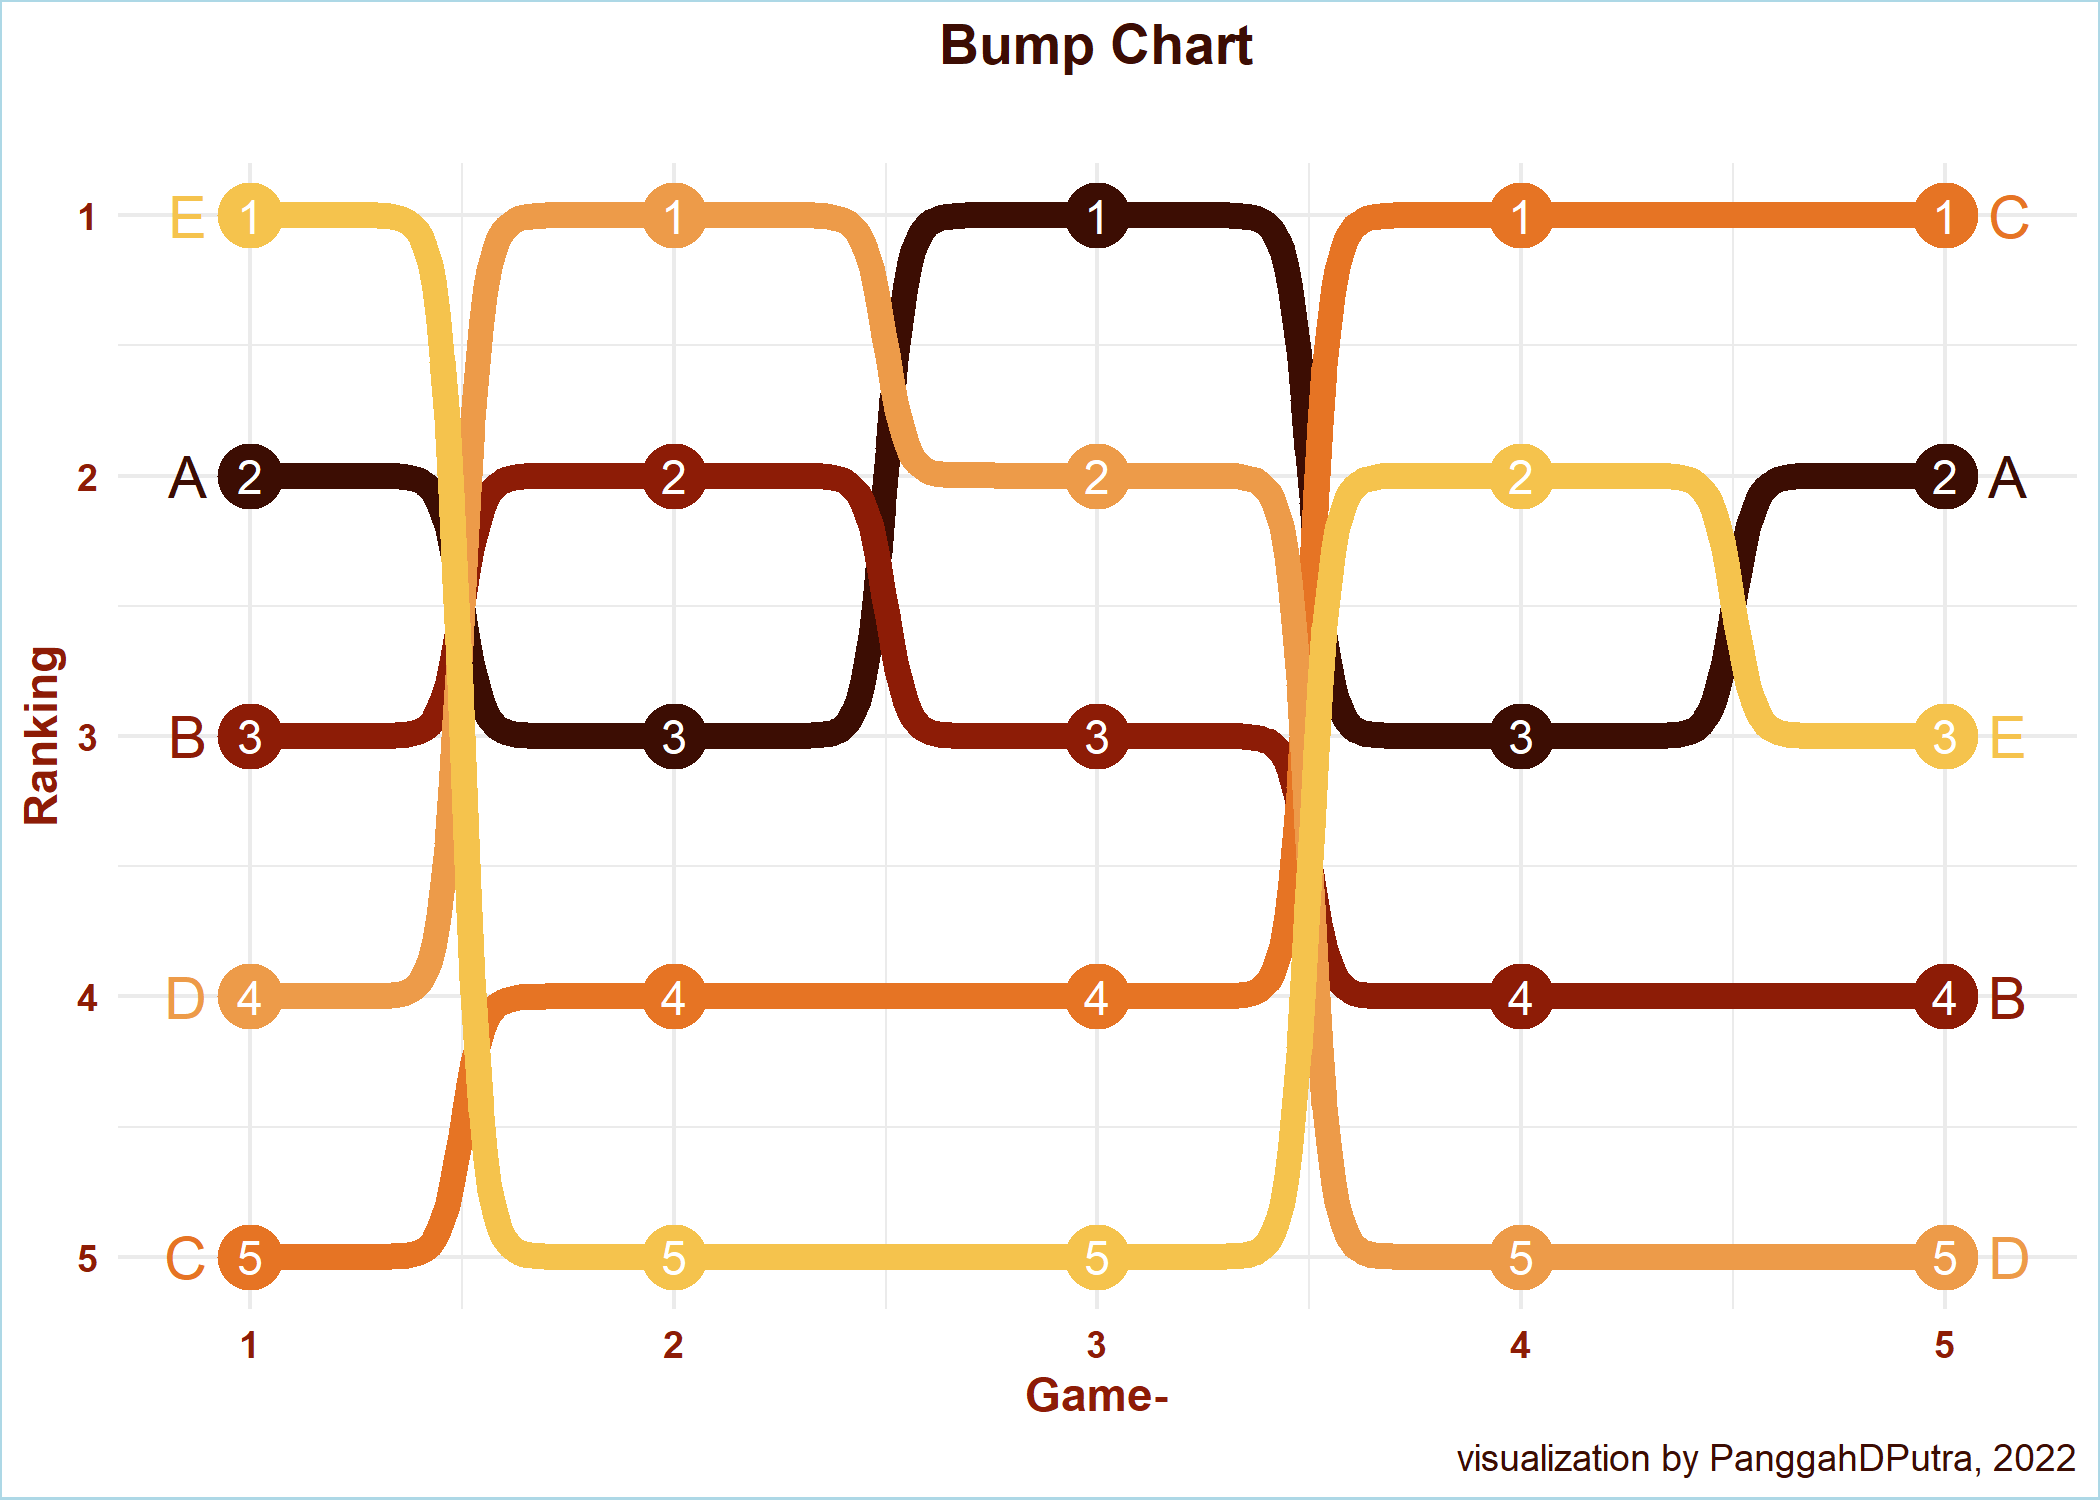 Bump Chart
Ranking
1 E 1 1 1 1 1 C
2 A 2 2 2 2 2 A
3 B 3 3 3 3 3 E
4 D 4 4 4 4 4 B
5 C 5 5 5 5 5 D
1 2 3 4 5
Game-
visualization by PanggahDPutra, 2022